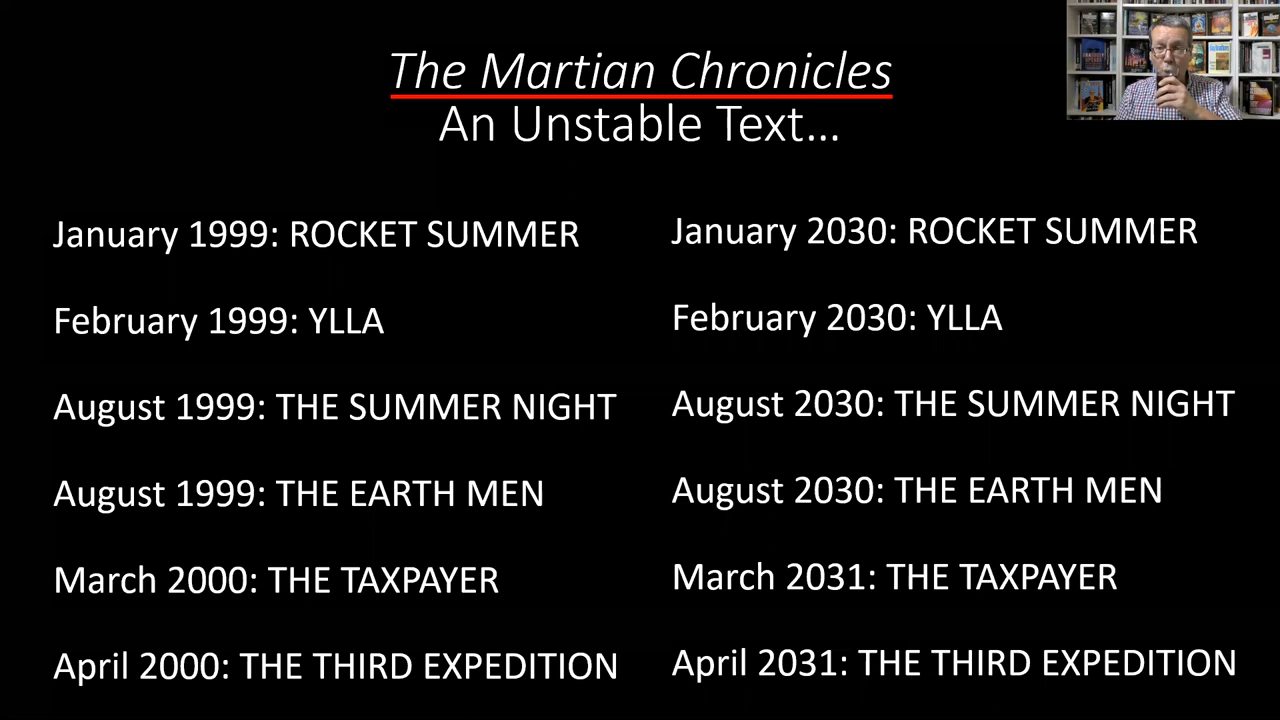 The Martian Chronicles
An Unstable Text...
January 1999: ROCKET SUMMER
February 1999: YLLA
August 1999: THE SUMMER NIGHT
August 1999: THE EARTH MEN
March 2000: THE TAXPAYER
April 2000: THE THIRD EXPEDITION
January 2030: ROCKET SUMMER
February 2030: YLLA
August 2030: THE SUMMER NIGHT
August 2030: THE EARTH MEN
March 2031: THE TAXPAYER
April 2031: THE THIRD EXPEDITION